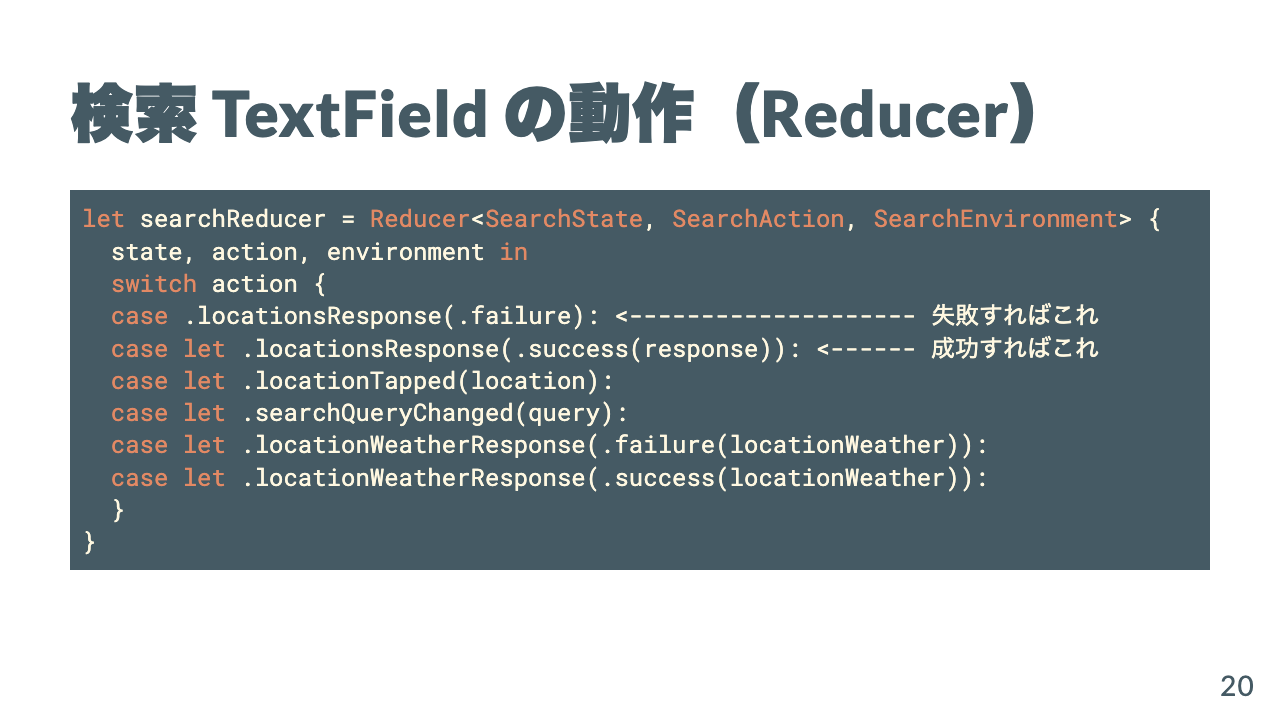 検索 TextField の動作（Reducer）
let searchReducer = Reducer<SearchState, SearchAction, SearchEnvironment> {
  state, action, environment in
  switch action {
  case .locationsResponse(.failure): <-------------------- 失敗すればこれ
  case let .locationsResponse(.success(response)): <------ 成功すればこれ
  case let .locationTapped(location):
  case let .searchQueryChanged(query):
  case let .locationWeatherResponse(.failure(locationWeather)):
  case let .locationWeatherResponse(.success(locationWeather)):
  }
}
20